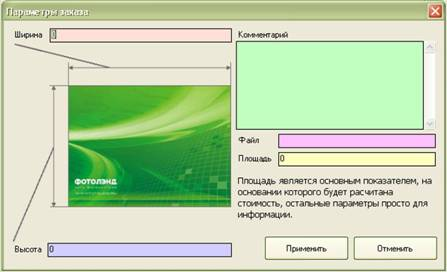 Параметры заказа
Ширина 0
Комментарий
ФОТОЛЭНД
Файл
Площадь 0
Площадь является основным показателем, на
основании которого будет расчитана
стоимость, остальные параметры просто для
информации.
Высота 0
Применить Отменить